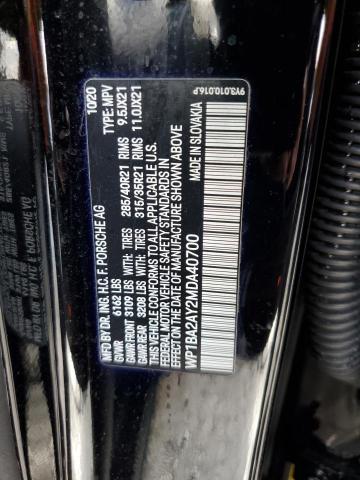 MFD BY DR. ING. H.C. F. PORSCHE AG 10/20
GVWR 6162 LBS TYPE: MPV
GAWR FRONT 3109 LBS WITH TIRES 285/40R21 RIMS 9.5JX21
GAWR REAR 3230 LBS WITH TIRES 315/35R21 RIMS 11.0JX21
THIS VEHICLE CONFORMS TO ALL APPLICABLE U.S.
FEDERAL MOTOR VEHICLE SAFETY STANDARDS IN EFFECT ON THE
DATE OF MANUFACTURE SHOWN ABOVE
WP1BA2AY2MDA40700 MADE IN SLOVAKIA
9Y3.010.016.P